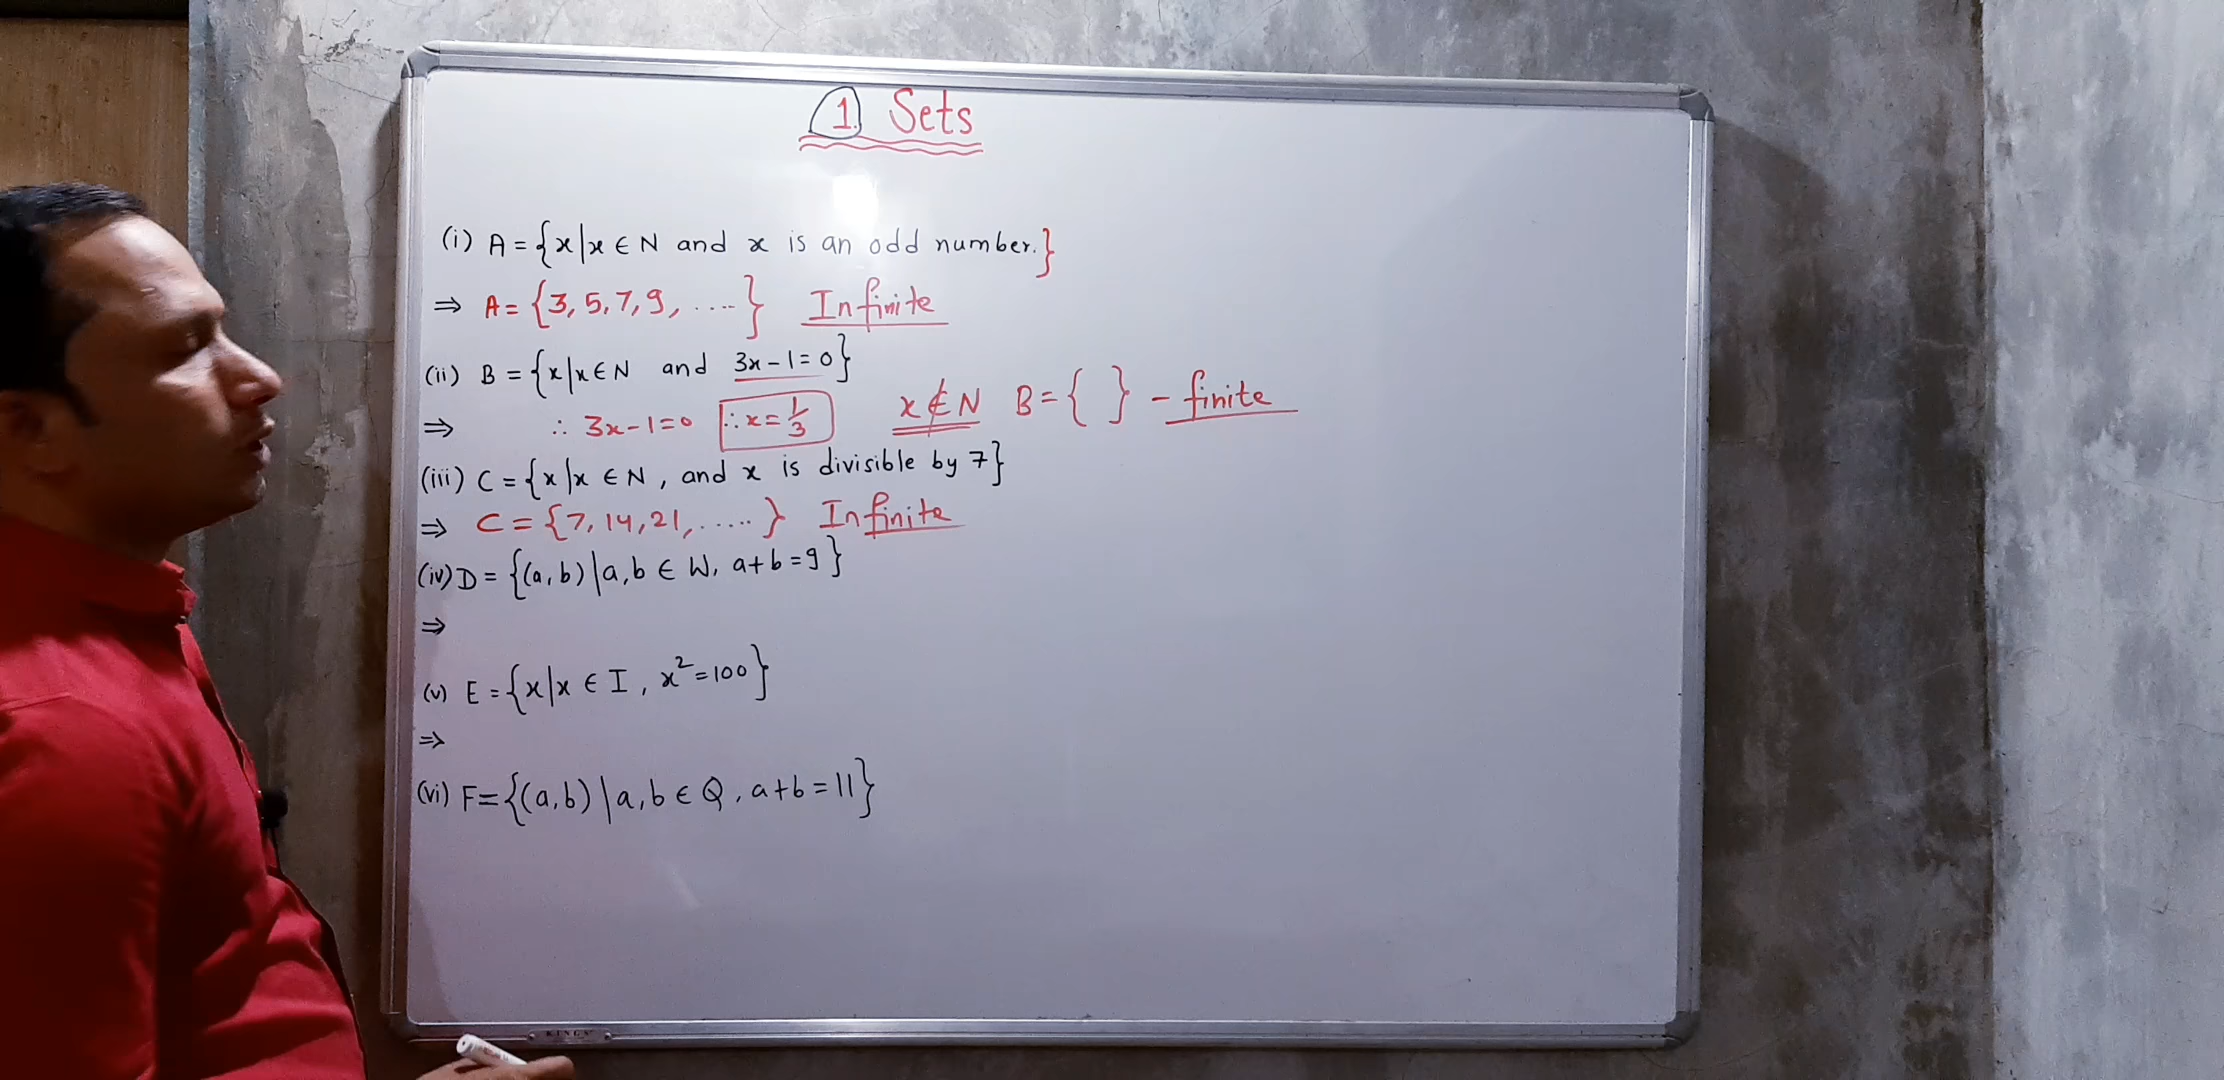 1. Sets
(i) A = {x|x ∈ N and x is an odd number.}
⇒ A = {3, 5, 7, 9, ....} Infinite
(ii) B = {x|x ∈ N and 3x-1=0}
⇒ ∴ 3x-1=0 ∴ x=1/3 x ∉ N B = { } - finite
(iii) C = {x|x ∈ N, and x is divisible by 7}
⇒ C = {7, 14, 21, .....} Infinite
(iv) D = {(a, b)|a, b ∈ W, a+b=9}
⇒
(v) E = {x|x ∈ I, x²=100}
⇒
(vi) F = {(a, b)|a, b ∈ Q, a+b=11}